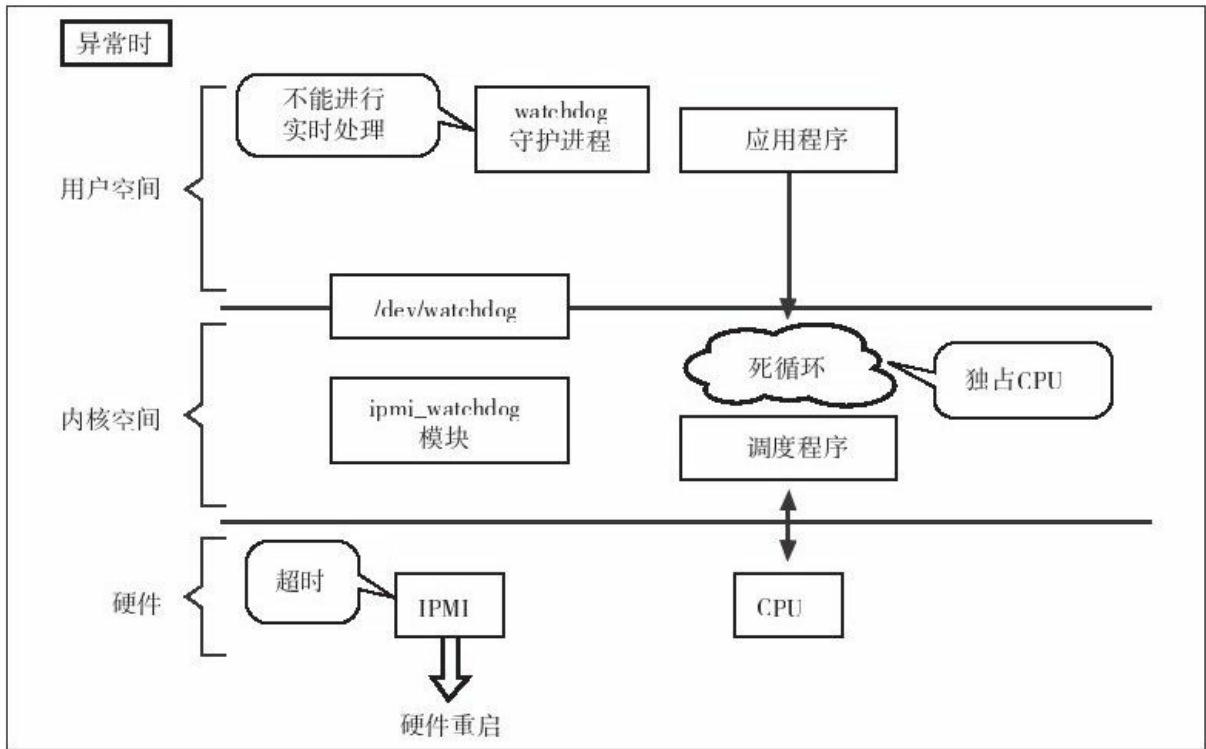 异常时
不能进行
实时处理
watchdog
守护进程
应用程序
用户空间
/dev/watchdog
死循环
独占CPU
内核空间
ipmi_watchdog
模块
调度程序
超时
硬件
IPMI
CPU
硬件重启